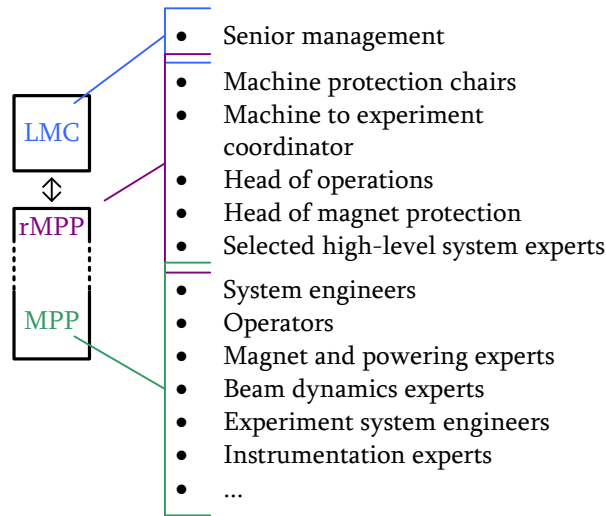 LMC
rMPP
MPP
• Senior management
• Machine protection chairs
• Machine to experiment
coordinator
• Head of operations
• Head of magnet protection
• Selected high-level system experts
• System engineers
• Operators
• Magnet and powering experts
• Beam dynamics experts
• Experiment system engineers
• Instrumentation experts
• ...